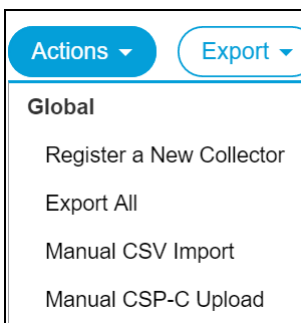 Actions Export
Global
Register a New Collector
Export All
Manual CSV Import
Manual CSP-C Upload